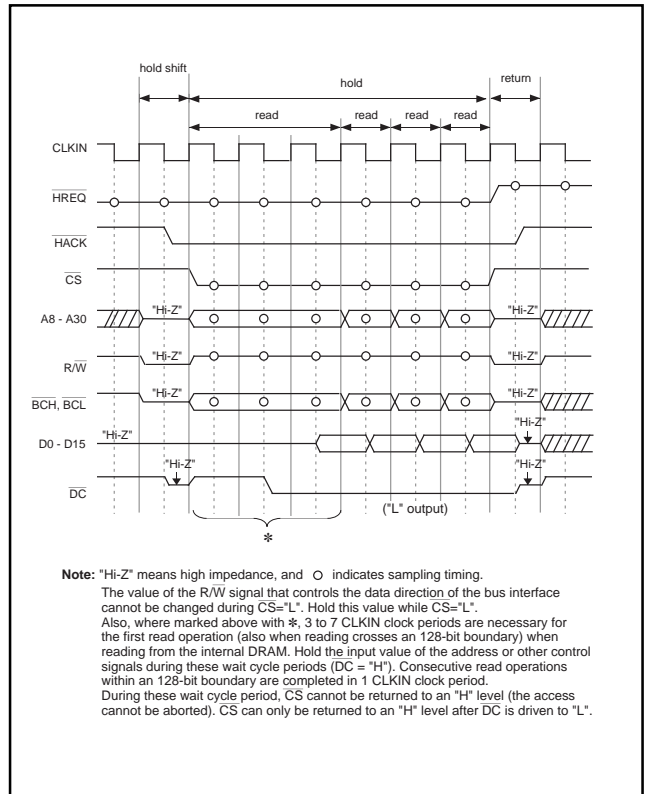 hold shift
hold
return
read
read
read
read
CLKIN
HREQ
HACK
CS
A8 - A30
"Hi-Z"
"Hi-Z"
R/W
"Hi-Z"
"Hi-Z"
BCH, BCL
"Hi-Z"
"Hi-Z"
"Hi-Z"
D0 - D15
"Hi-Z"
"Hi-Z"
"Hi-Z"
DC
("L" output)
*
Note: "Hi-Z" means high impedance, and O indicates sampling timing.
The value of the R/W signal that controls the data direction of the bus interface
cannot be changed during CS="L". Hold this value while CS="L".
Also, where marked above with *, 3 to 7 CLKIN clock periods are necessary for
the first read operation (also when reading crosses an 128-bit boundary) when
reading from the internal DRAM. Hold the input value of the address or other control
signals during these wait cycle periods (DC = "H"). Consecutive read operations
within an 128-bit boundary are completed in 1 CLKIN clock period.
During these wait cycle period, CS cannot be returned to an "H" level (the access
cannot be aborted). CS can only be returned to an "H" level after DC is driven to "L".